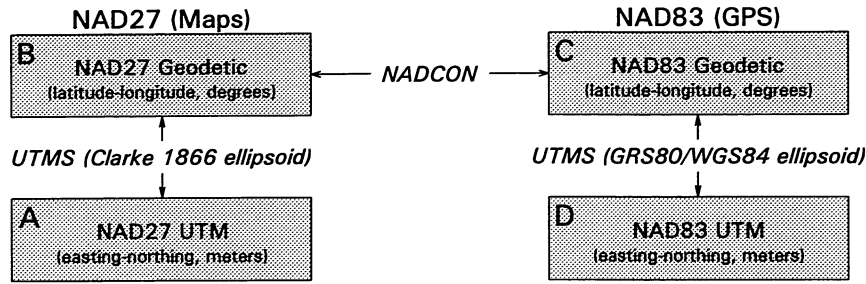 NAD27 (Maps)
NAD83 (GPS)
B
NAD27 Geodetic
(latitude-longitude, degrees)
NADCON
C
NAD83 Geodetic
(latitude-longitude, degrees)
UTMS (Clarke 1866 ellipsoid)
UTMS (GRS80/WGS84 ellipsoid)
A
NAD27 UTM
(easting-northing, meters)
D
NAD83 UTM
(easting-northing, meters)